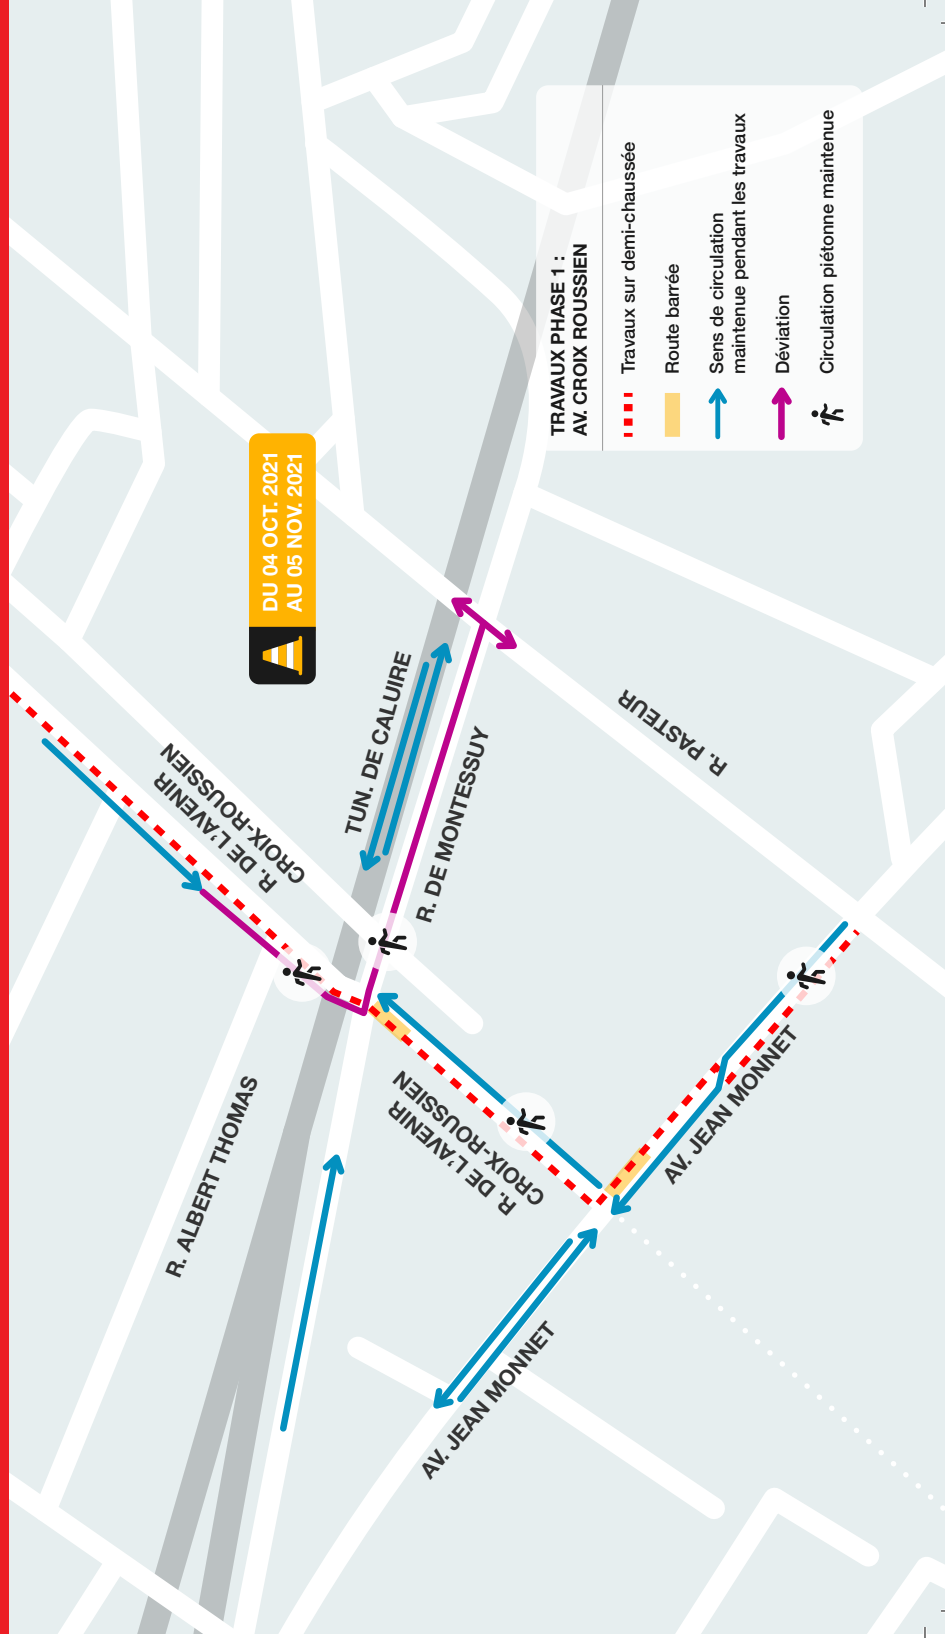 DU 04 OCT. 2021
AU 05 NOV. 2021
TRAVAUX PHASE 1 :
AV. CROIX ROUSSIEN
Travaux sur demi-chaussée
Route barrée
Sens de circulation
maintenue pendant les travaux
Déviation
Circulation piétonne maintenue
R. ALBERT THOMAS
R. DE L'AVENIR
CROIX-ROUSSIEN
TUN. DE CALUIRE
R. DE MONTESSUY
R. PASTEUR
R. DE L'AVENIR
CROIX-ROUSSIEN
AV. JEAN MONNET
AV. JEAN MONNET